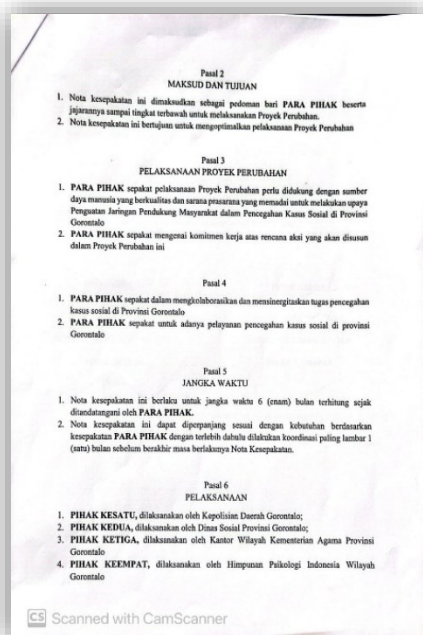 Pasal 2
MAKSUD DAN TUJUAN
1. Nota kesepakatan ini dimaksudkan sebagai pedoman bari PARA PIHAK beserta
jajarannya sampai tingkat terbawah untuk melaksanakan Proyek Perubahan.
2. Nota kesepakatan ini bertujuan untuk mengoptimalkan pelaksanaan Proyek Perubahan
Pasal 3
PELAKSANAAN PROYEK PERUBAHAN
1. PARA PIHAK sepakat pelaksanaan Proyek Perubahan perlu didukung dengan sumber
daya manusia yang berkualitas dan sarana prasarana yang memadai untuk melakukan upaya
Penguatan Jaringan Pendukung Masyarakat dalam Pencegahan Kasus Sosial di Provinsi
Gorontalo
2. PARA PIHAK sepakat mengenai komitmen kerja atas rencana aksi yang akan disusun
dalam Proyek Perubahan ini
Pasal 4
1. PARA PIHAK sepakat dalam mengkolaborasikan dan mensinergitaskan tugas pencegahan
kasus sosial di Provinsi Gorontalo
2. PARA PIHAK sepakat untuk adanya pelayanan pencegahan kasus sosial di provinsi
Gorontalo
Pasal 5
JANGKA WAKTU
1. Nota kesepakatan ini berlaku untuk jangka waktu 6 (enam) bulan terhitung sejak
ditandatangani oleh PARA PIHAK.
2. Nota kesepakatan ini dapat diperpanjang sesuai dengan kebutuhan berdasarkan
kesepakatan PARA PIHAK dengan terlebih dahulu dilakukan koordinasi paling lambar 1
(satu) bulan sebelum berakhir masa berlakunya Nota Kesepakatan.
Pasal 6
PELAKSANAAN
1. PIHAK KESATU, dilaksanakan oleh Kepolisian Daerah Gorontalo;
2. PIHAK KEDUA, dilaksanakan oleh Dinas Sosial Provinsi Gorontalo;
3. PIHAK KETIGA, dilaksanakan oleh Kantor Wilayah Kementerian Agama Provinsi
Gorontalo
4. PIHAK KEEMPAT, dilaksanakan oleh Himpunan Psikologi Indonesia Wilayah
Gorontalo
CS Scanned with CamScanner